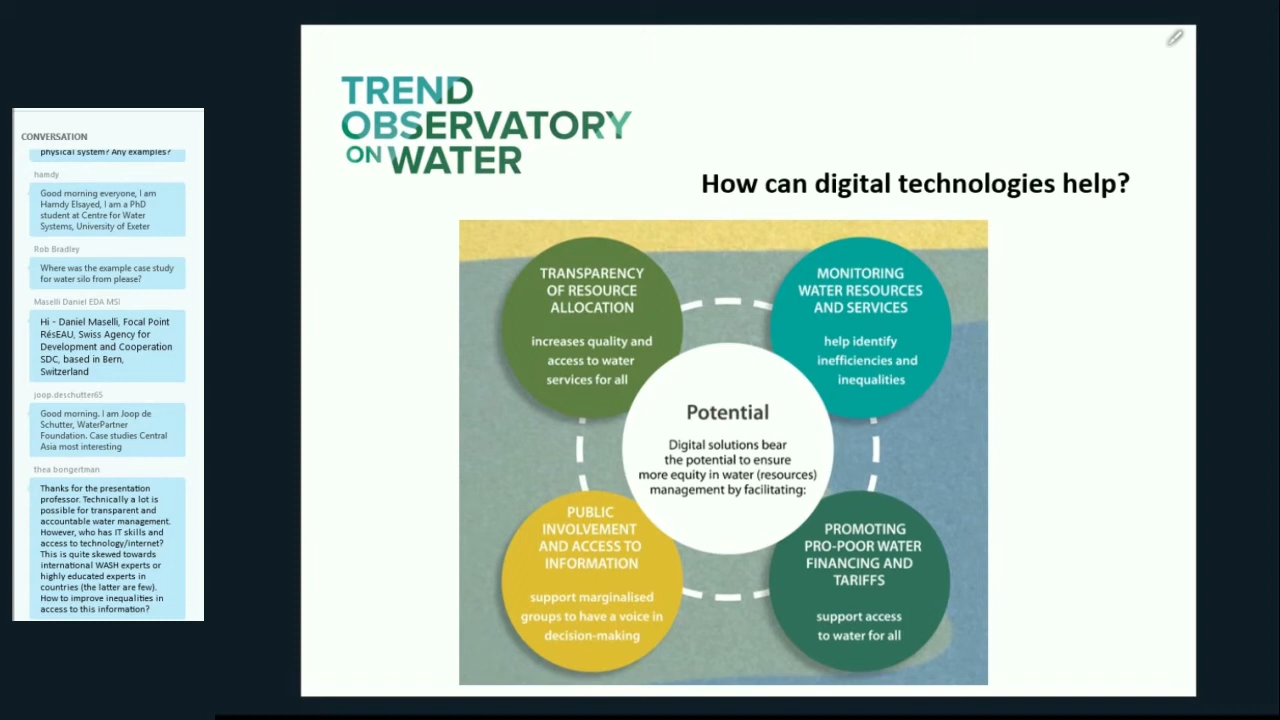 CONVERSATION
physical system? Any examples?
hamdy
Good morning everyone, I am
Hamdy Elsayed, I am a PhD
student at Centre for Water
Systems, University of Exeter
Rob Bradley
Where was the example case study
for water silo from please?
Maselli Daniel EDA MSI
Hi - Daniel Maselli, Focal Point
RésEAU, Swiss Agency for
Development and Cooperation
SDC, based in Bern,
Switzerland
joop.deschutter65
Good morning. I am Joop de
Schutter, WaterPartner
Foundation. Case studies Central
Asia most interesting
thea bongertman
Thanks for the presentation
professor. Technically a lot is
possible for transparent and
accountable water management.
However, who has IT skills and
access to technology/internet?
This is quite skewed towards
international WASH experts or
highly educated experts in
countries (the latter are few).
How to improve inequalities in
access to this information?
TREND
OBSERVATORY
ON WATER
How can digital technologies help?
TRANSPARENCY
OF RESOURCE
ALLOCATION
increases quality and
access to water
services for all
MONITORING
WATER RESOURCES
AND SERVICES
help identify
inefficiencies and
inequalities
Potential
Digital solutions bear
the potential to ensure
more equity in water (resources)
management by facilitating:
PUBLIC
INVOLVEMENT
AND ACCESS TO
INFORMATION
support marginalised
groups to have a voice in
decision-making
PROMOTING
PRO-POOR WATER
FINANCING AND
TARIFFS
support access
to water for all